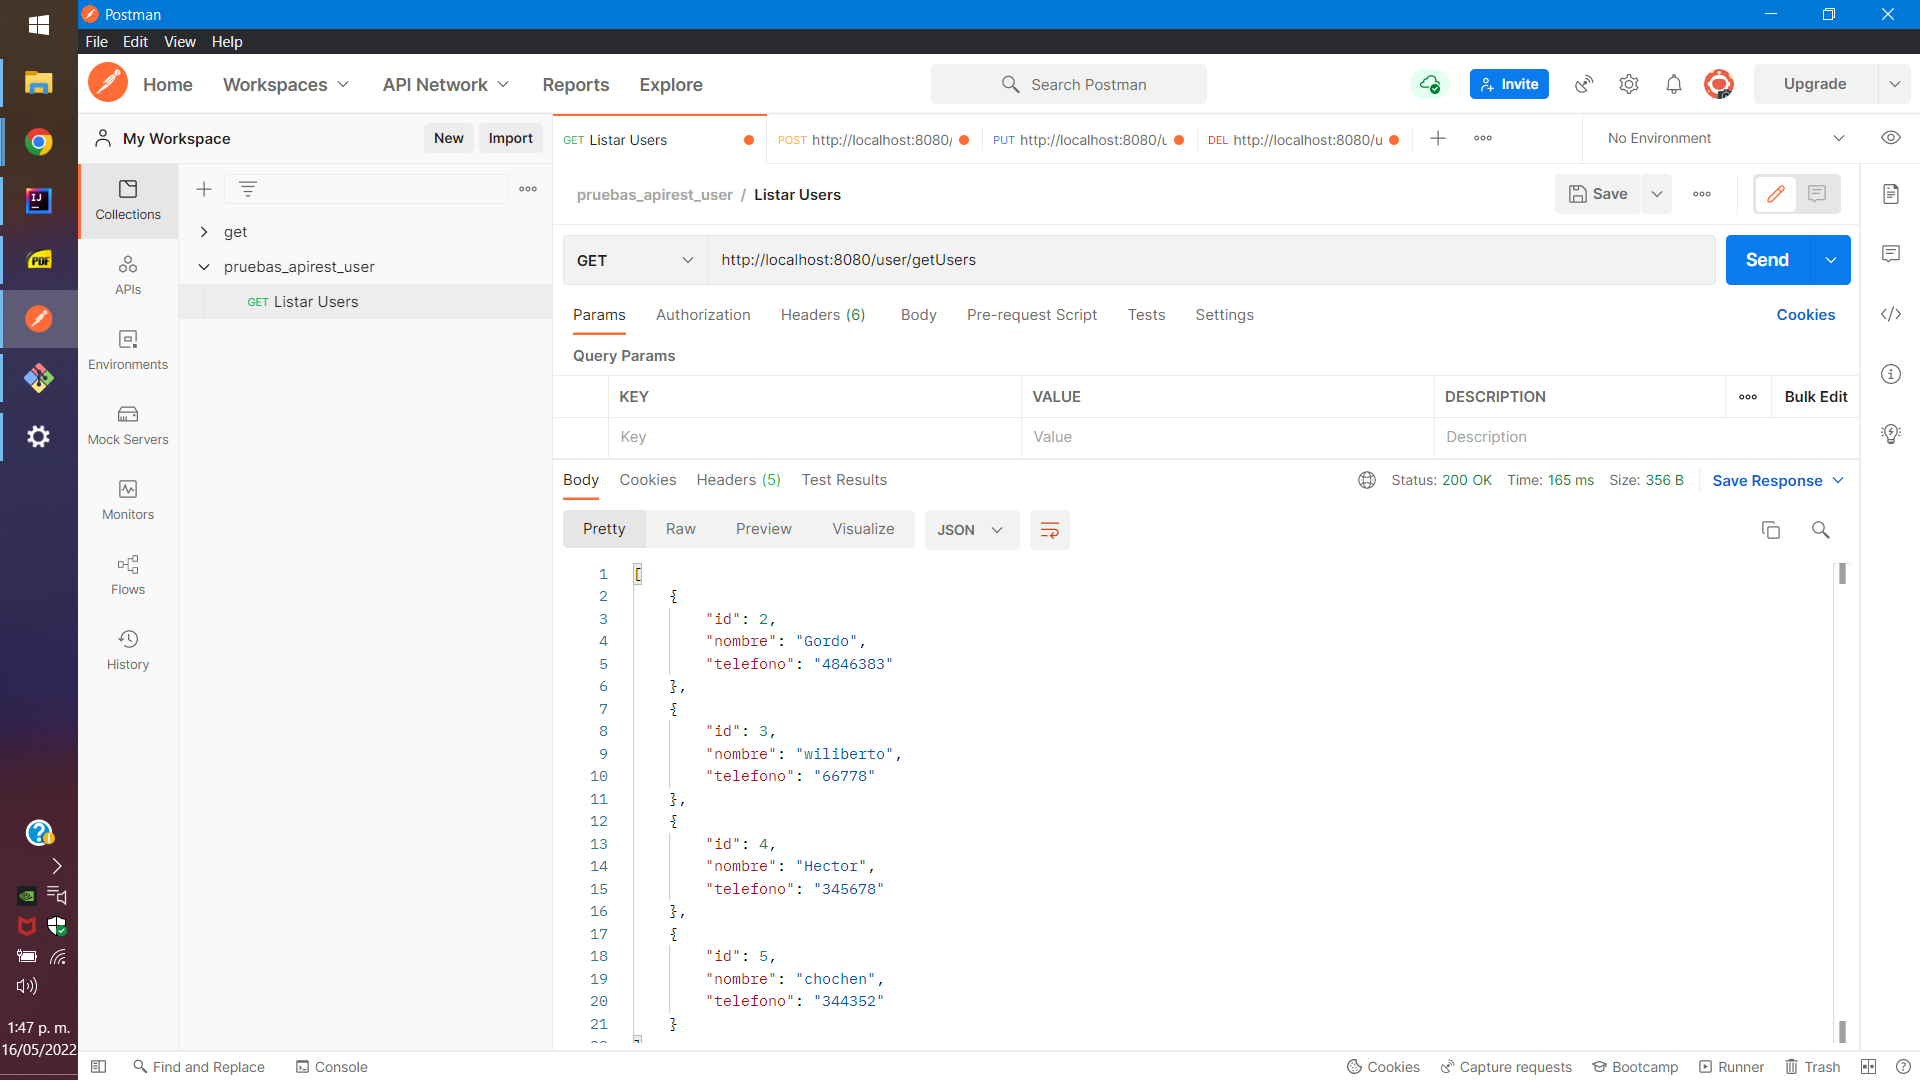 Postman
File Edit View Help
Home Workspaces API Network Reports Explore
Search Postman
Invite
Upgrade
My Workspace
New
Import
GET Listar Users
POST http://localhost:8080/
PUT http://localhost:8080/u
DEL http://localhost:8080/u
No Environment
Collections
APIs
Environments
Mock Servers
Monitors
Flows
History
get
pruebas_apirest_user
GET Listar Users
pruebas_apirest_user / Listar Users
Save
GET
http://localhost:8080/user/getUsers
Send
Params Authorization Headers (6) Body Pre-request Script Tests Settings
Cookies
Query Params
KEY VALUE DESCRIPTION
Bulk Edit
Key Value Description
Body Cookies Headers (5) Test Results
Status: 200 OK Time: 165 ms Size: 356 B
Save Response
Pretty Raw Preview Visualize
JSON
1 [
2 {
3 "id": 2,
4 "nombre": "Gordo",
5 "telefono": "4846383"
6 },
7 {
8 "id": 3,
9 "nombre": "wiliberto",
10 "telefono": "66778"
11 },
12 {
13 "id": 4,
14 "nombre": "Hector",
15 "telefono": "345678"
16 },
17 {
18 "id": 5,
19 "nombre": "chochen",
20 "telefono": "344352"
21 }
IJ
PDF
1:47 p. m.
16/05/2022
Find and Replace Console
Cookies Capture requests Bootcamp Runner Trash